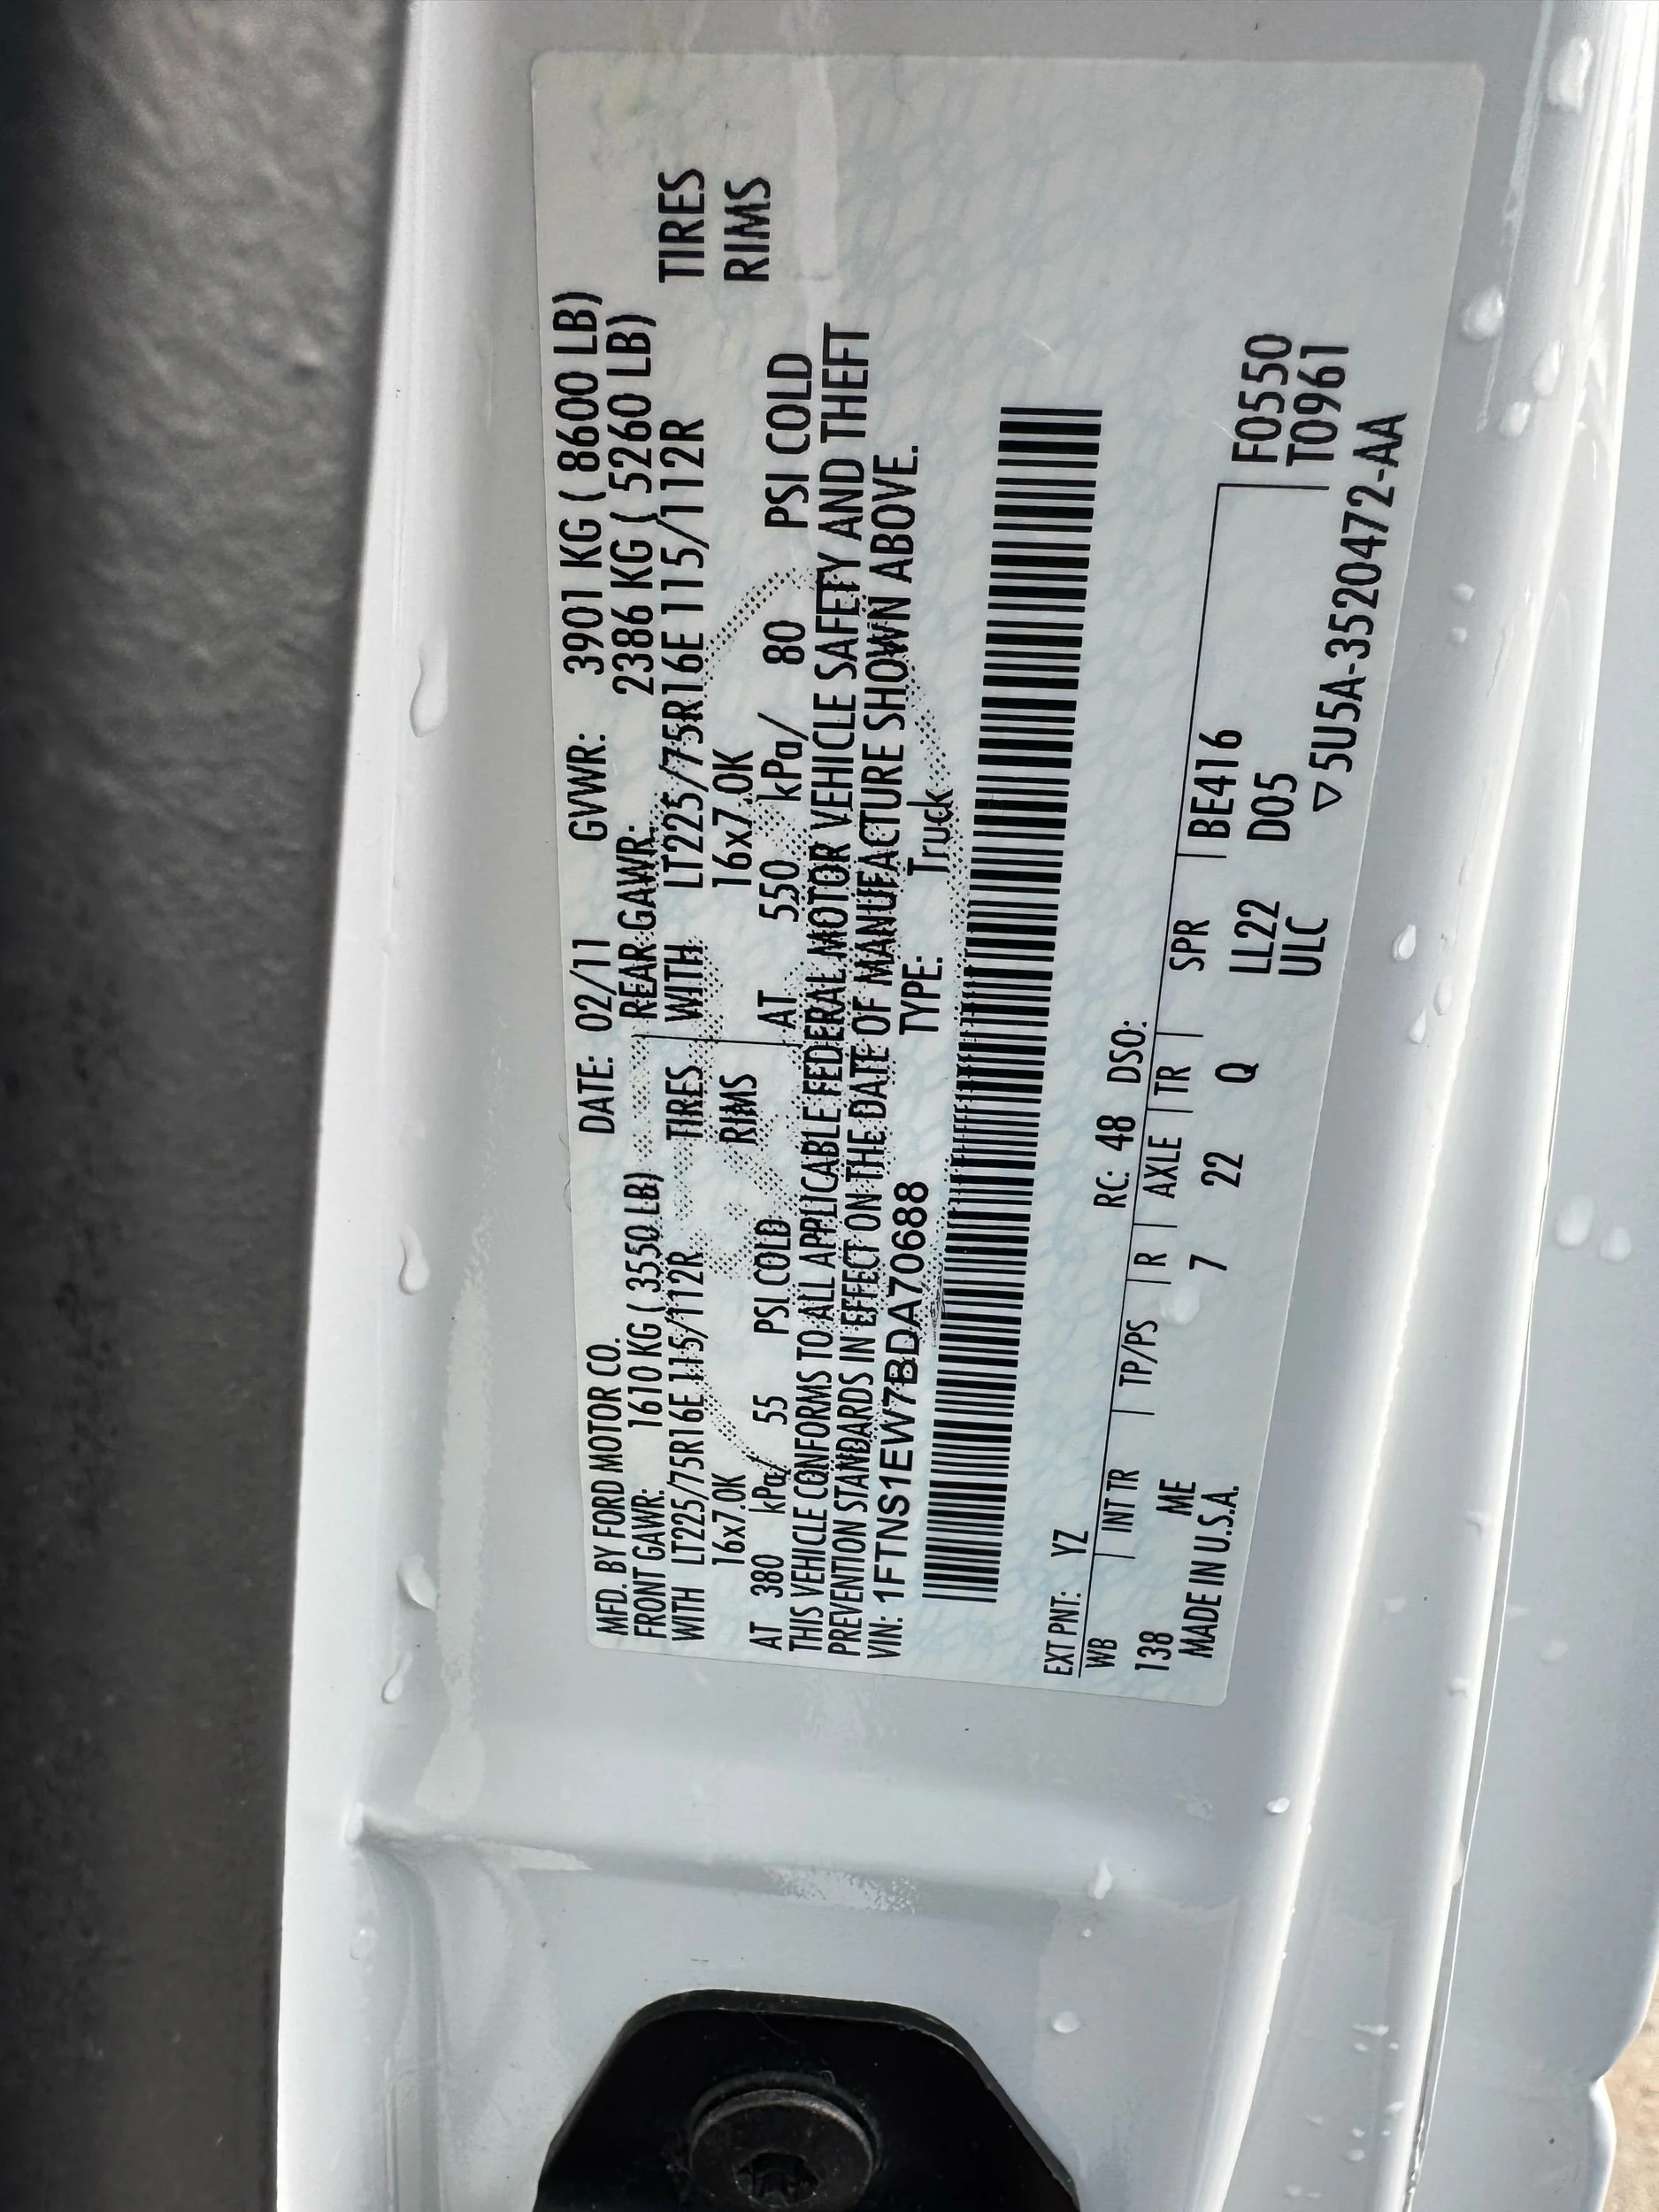 MFD. BY FORD MOTOR CO. DATE: 02/11 GVWR: 3901 KG ( 8600 LB)
FRONT GAWR: 1610 KG ( 3550 LB) REAR GAWR: 2386 KG ( 5260 LB)
WITH LT225/75R16E 115/112R TIRES WITH LT225/75R16E 115/112R TIRES
16x7.0K RIMS 16x7.0K RIMS
AT 380 kPa/ 55 PSI COLD AT 550 kPa/ 80 PSI COLD
THIS VEHICLE CONFORMS TO ALL APPLICABLE FEDERAL MOTOR VEHICLE SAFETY AND THEFT
PREVENTION STANDARDS IN EFFECT ON THE DATE OF MANUFACTURE SHOWN ABOVE.
VIN: 1FTNS1EW7BDA70688 TYPE: Truck
EXT PNT: YZ RC: 48 DSO:
WB INT TR TP/PS R AXLE TR SPR BE416 F0550
138 ME 7 22 Q LL22 D05 T0961
MADE IN U.S.A. ULC ▽5U5A-3520472-AA